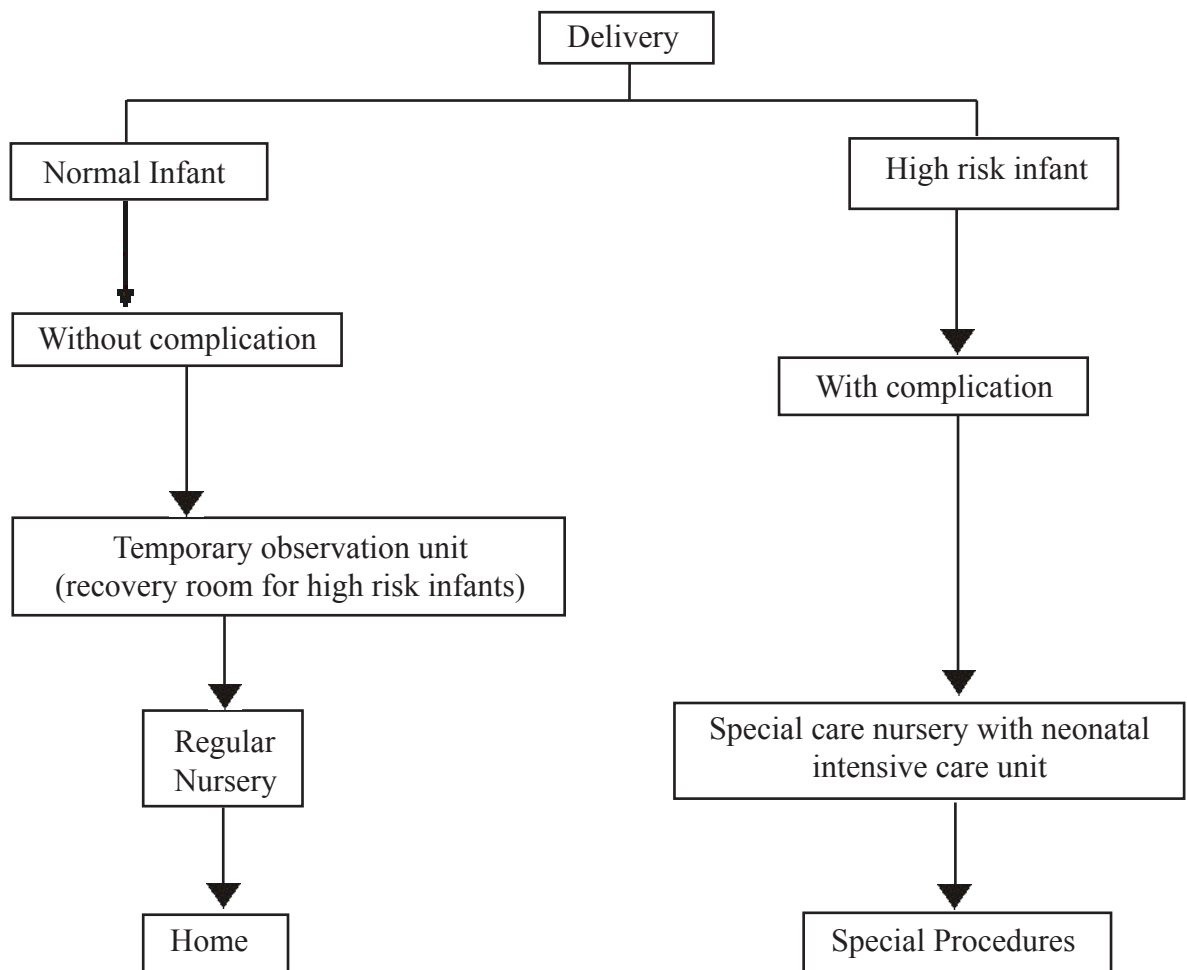 Delivery
Normal Infant
High risk infant
Without complication
With complication
Temporary observation unit
(recovery room for high risk infants)
Regular
Nursery
Special care nursery with neonatal
intensive care unit
Home
Special Procedures